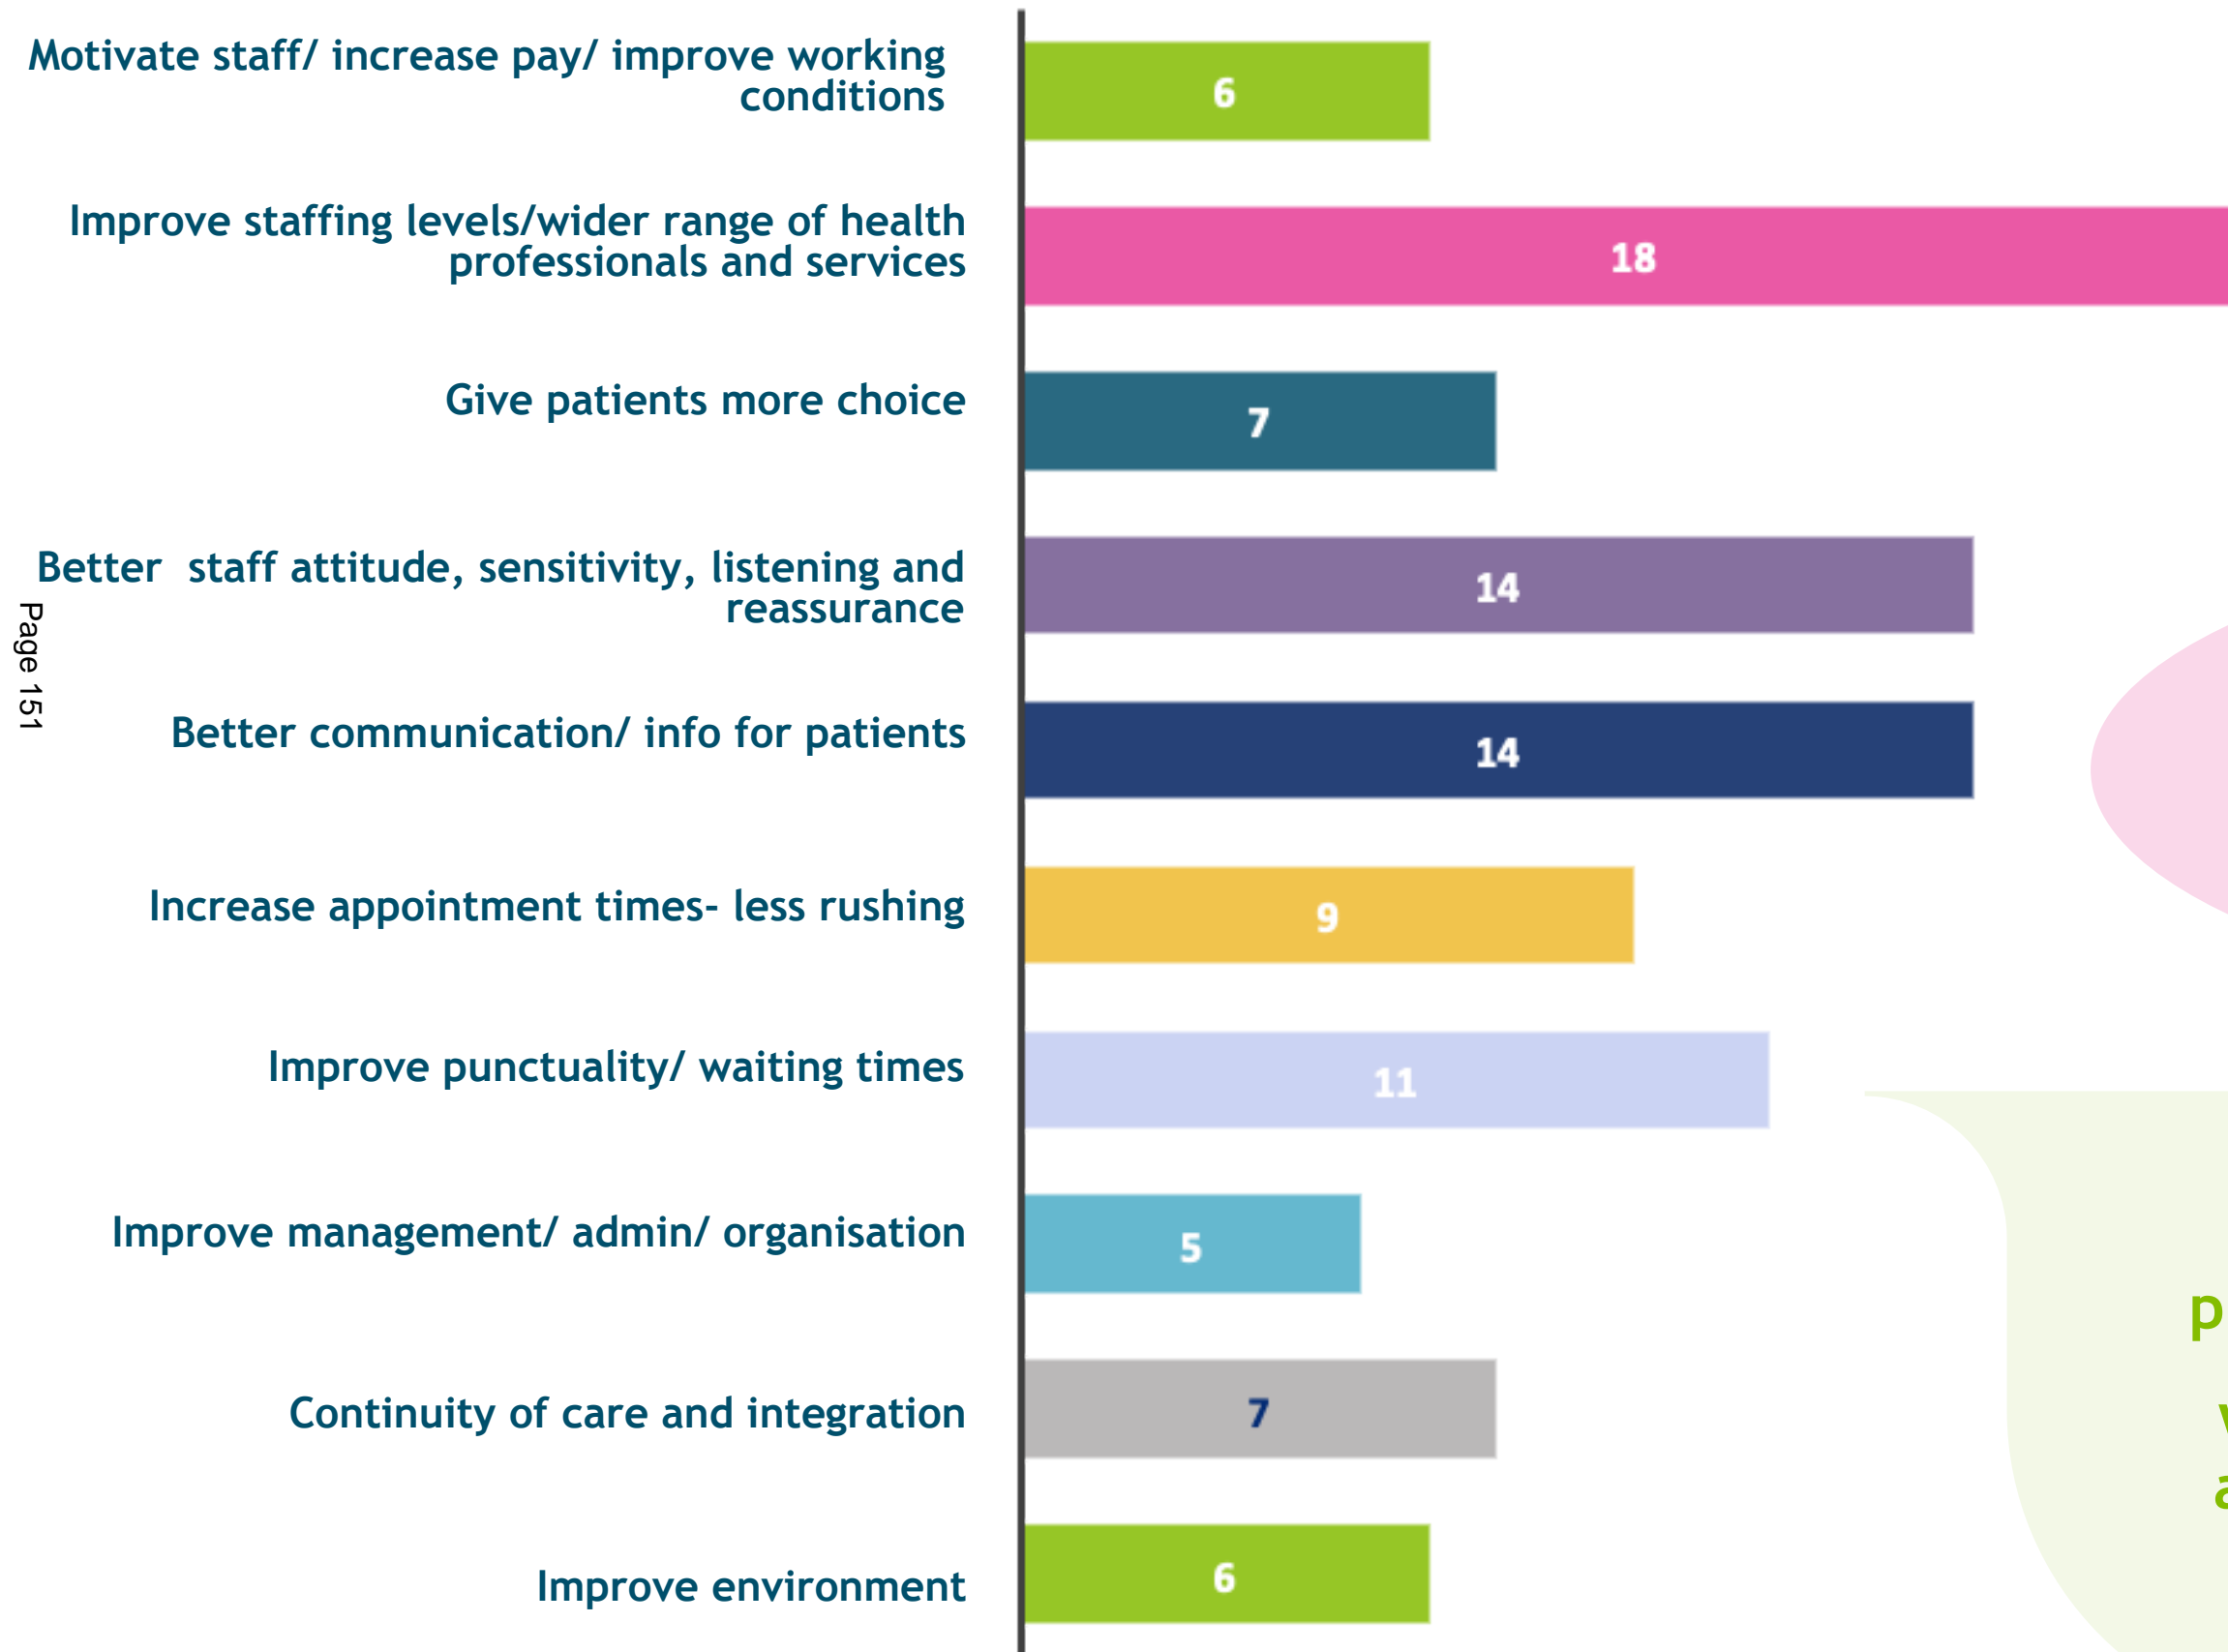 Motivate staff/ increase pay/ improve working
conditions
6
Improve staffing levels/wider range of health
professionals and services
18
Give patients more choice
7
Better  staff attitude, sensitivity, listening and
reassurance
14
Page 151
Better communication/ info for patients
14
Increase appointment times- less rushing
9
Improve punctuality/ waiting times
11
Improve management/ admin/ organisation
5
p
Continuity of care and integration
7
Improve environment
6